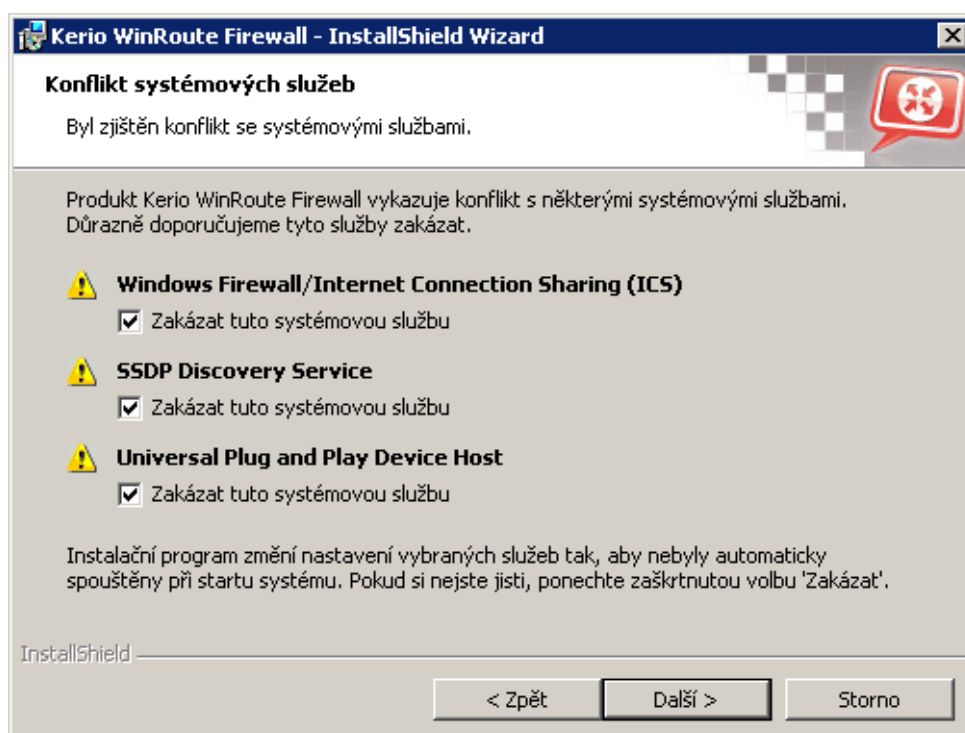 Kerio WinRoute Firewall - InstallShield Wizard
Konflikt systémových služeb
Byl zjištěn konflikt se systémovými službami.
Produkt Kerio WinRoute Firewall vykazuje konflikt s některými systémovými službami.
Důrazně doporučujeme tyto služby zakázat.
Windows Firewall/Internet Connection Sharing (ICS)
Zakázat tuto systémovou službu
SSDP Discovery Service
Zakázat tuto systémovou službu
Universal Plug and Play Device Host
Zakázat tuto systémovou službu
Instalační program změní nastavení vybraných služeb tak, aby nebyly automaticky
spouštěny při startu systému. Pokud si nejste jisti, ponechte zaškrtnutou volbu 'Zakázat'.
InstallShield
< Zpět Další > Storno